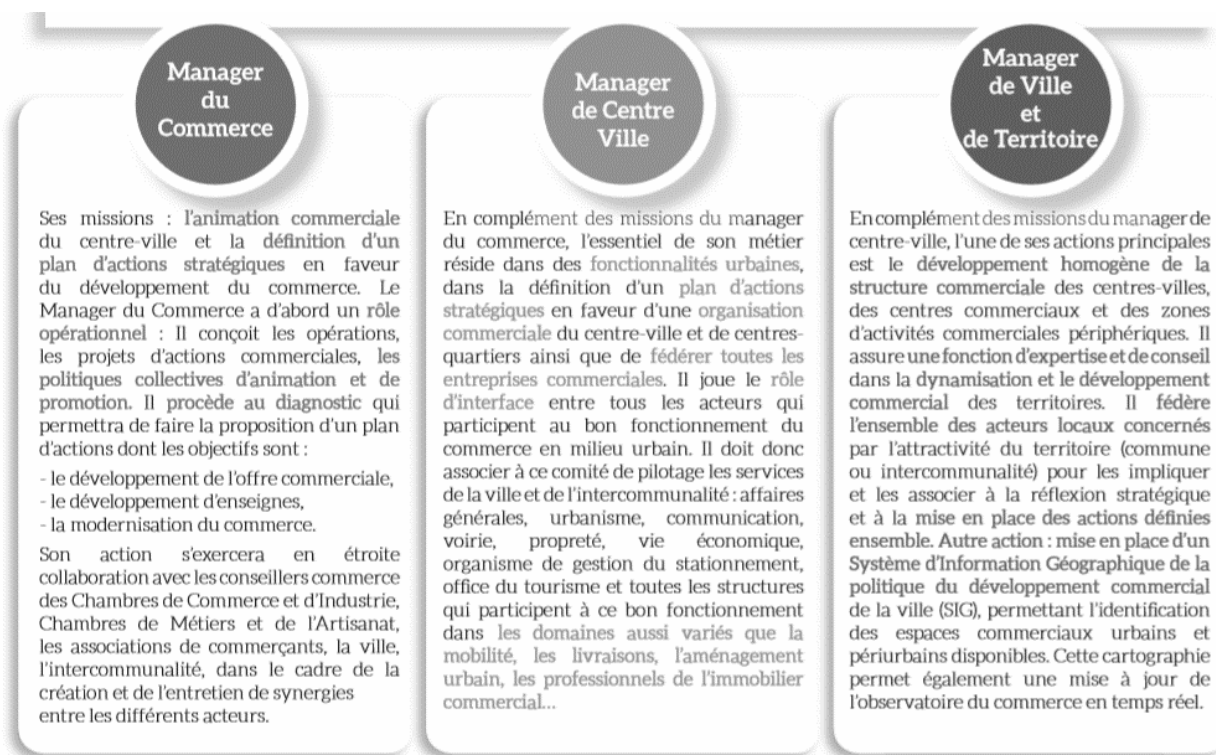 Manager
du
Commerce
Ses missions : l'animation commerciale
du centre-ville et la définition d'un
plan d'actions stratégiques en faveur
du développement du commerce. Le
Manager du Commerce a d'abord un rôle
opérationnel : Il conçoit les opérations,
les projets d'actions commerciales, les
politiques collectives d'animation et de
promotion. Il procède au diagnostic qui
permettra de faire la proposition d'un plan
d'actions dont les objectifs sont :
- le développement de l'offre commerciale,
- le développement d'enseignes,
- la modernisation du commerce.
Son action s'exercera en étroite
collaboration avec les conseillers commerce
des Chambres de Commerce et d'Industrie,
Chambres de Métiers et de l'Artisanat,
les associations de commerçants, la ville,
l'intercommunalité, dans le cadre de la
création et de l'entretien de synergies
entre les différents acteurs.
Manager
de Centre
Ville
En complément des missions du manager
du commerce, l'essentiel de son métier
réside dans des fonctionnalités urbaines,
dans la définition d'un plan d'actions
stratégiques en faveur d'une organisation
commerciale du centre-ville et de centres-
quartiers ainsi que de fédérer toutes les
entreprises commerciales. Il joue le rôle
d'interface entre tous les acteurs qui
participent au bon fonctionnement du
commerce en milieu urbain. Il doit donc
associer à ce comité de pilotage les services
de la ville et de l'intercommunalité : affaires
générales, urbanisme, communication,
voirie, propreté, vie économique,
organisme de gestion du stationnement,
office du tourisme et toutes les structures
qui participent à ce bon fonctionnement
dans les domaines aussi variés que la
mobilité, les livraisons, l'aménagement
urbain, les professionnels de l'immobilier
commercial...
Manager
de Ville
et
de Territoire
En complément des missions du manager de
centre-ville, l'une de ses actions principales
est le développement homogène de la
structure commerciale des centres-villes,
des centres commerciaux et des zones
d'activités commerciales périphériques. Il
assure une fonction d'expertise et de conseil
dans la dynamisation et le développement
commercial des territoires. Il fédère
l'ensemble des acteurs locaux concernés
par l'attractivité du territoire (commune
ou intercommunalité) pour les impliquer
et les associer à la réflexion stratégique
et à la mise en place des actions définies
ensemble. Autre action : mise en place d'un
Système d'Information Géographique de la
politique du développement commercial
de la ville (SIG), permettant l'identification
des espaces commerciaux urbains et
périurbains disponibles. Cette cartographie
permet également une mise à jour de
l'observatoire du commerce en temps réel.